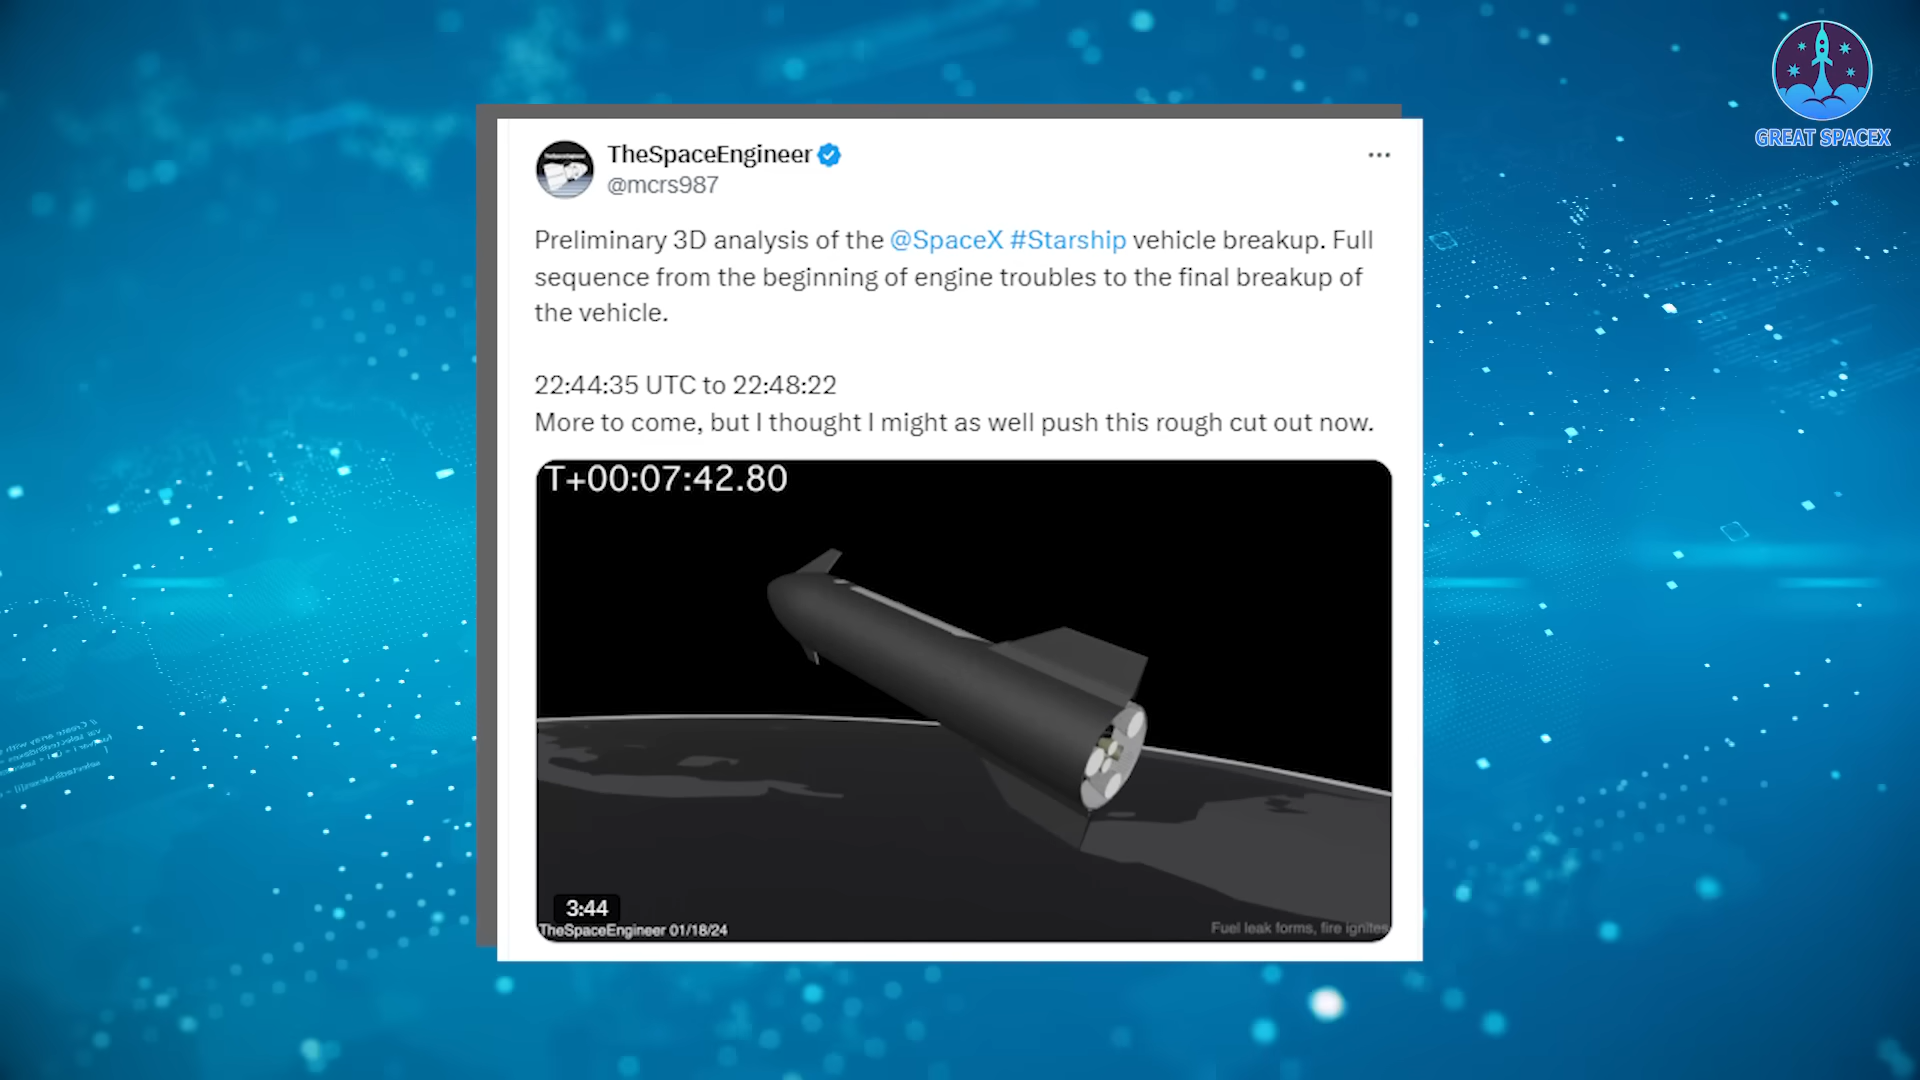 GREAT SPACEX
TheSpaceEngineer
@mcrs987
Preliminary 3D analysis of the @SpaceX #Starship vehicle breakup. Full
sequence from the beginning of engine troubles to the final breakup of
the vehicle.
22:44:35 UTC to 22:48:22
More to come, but I thought I might as well push this rough cut out now.
T+00:07:42.80
3:44
TheSpaceEngineer 01/18/24
Fuel leak forms, fire ignites